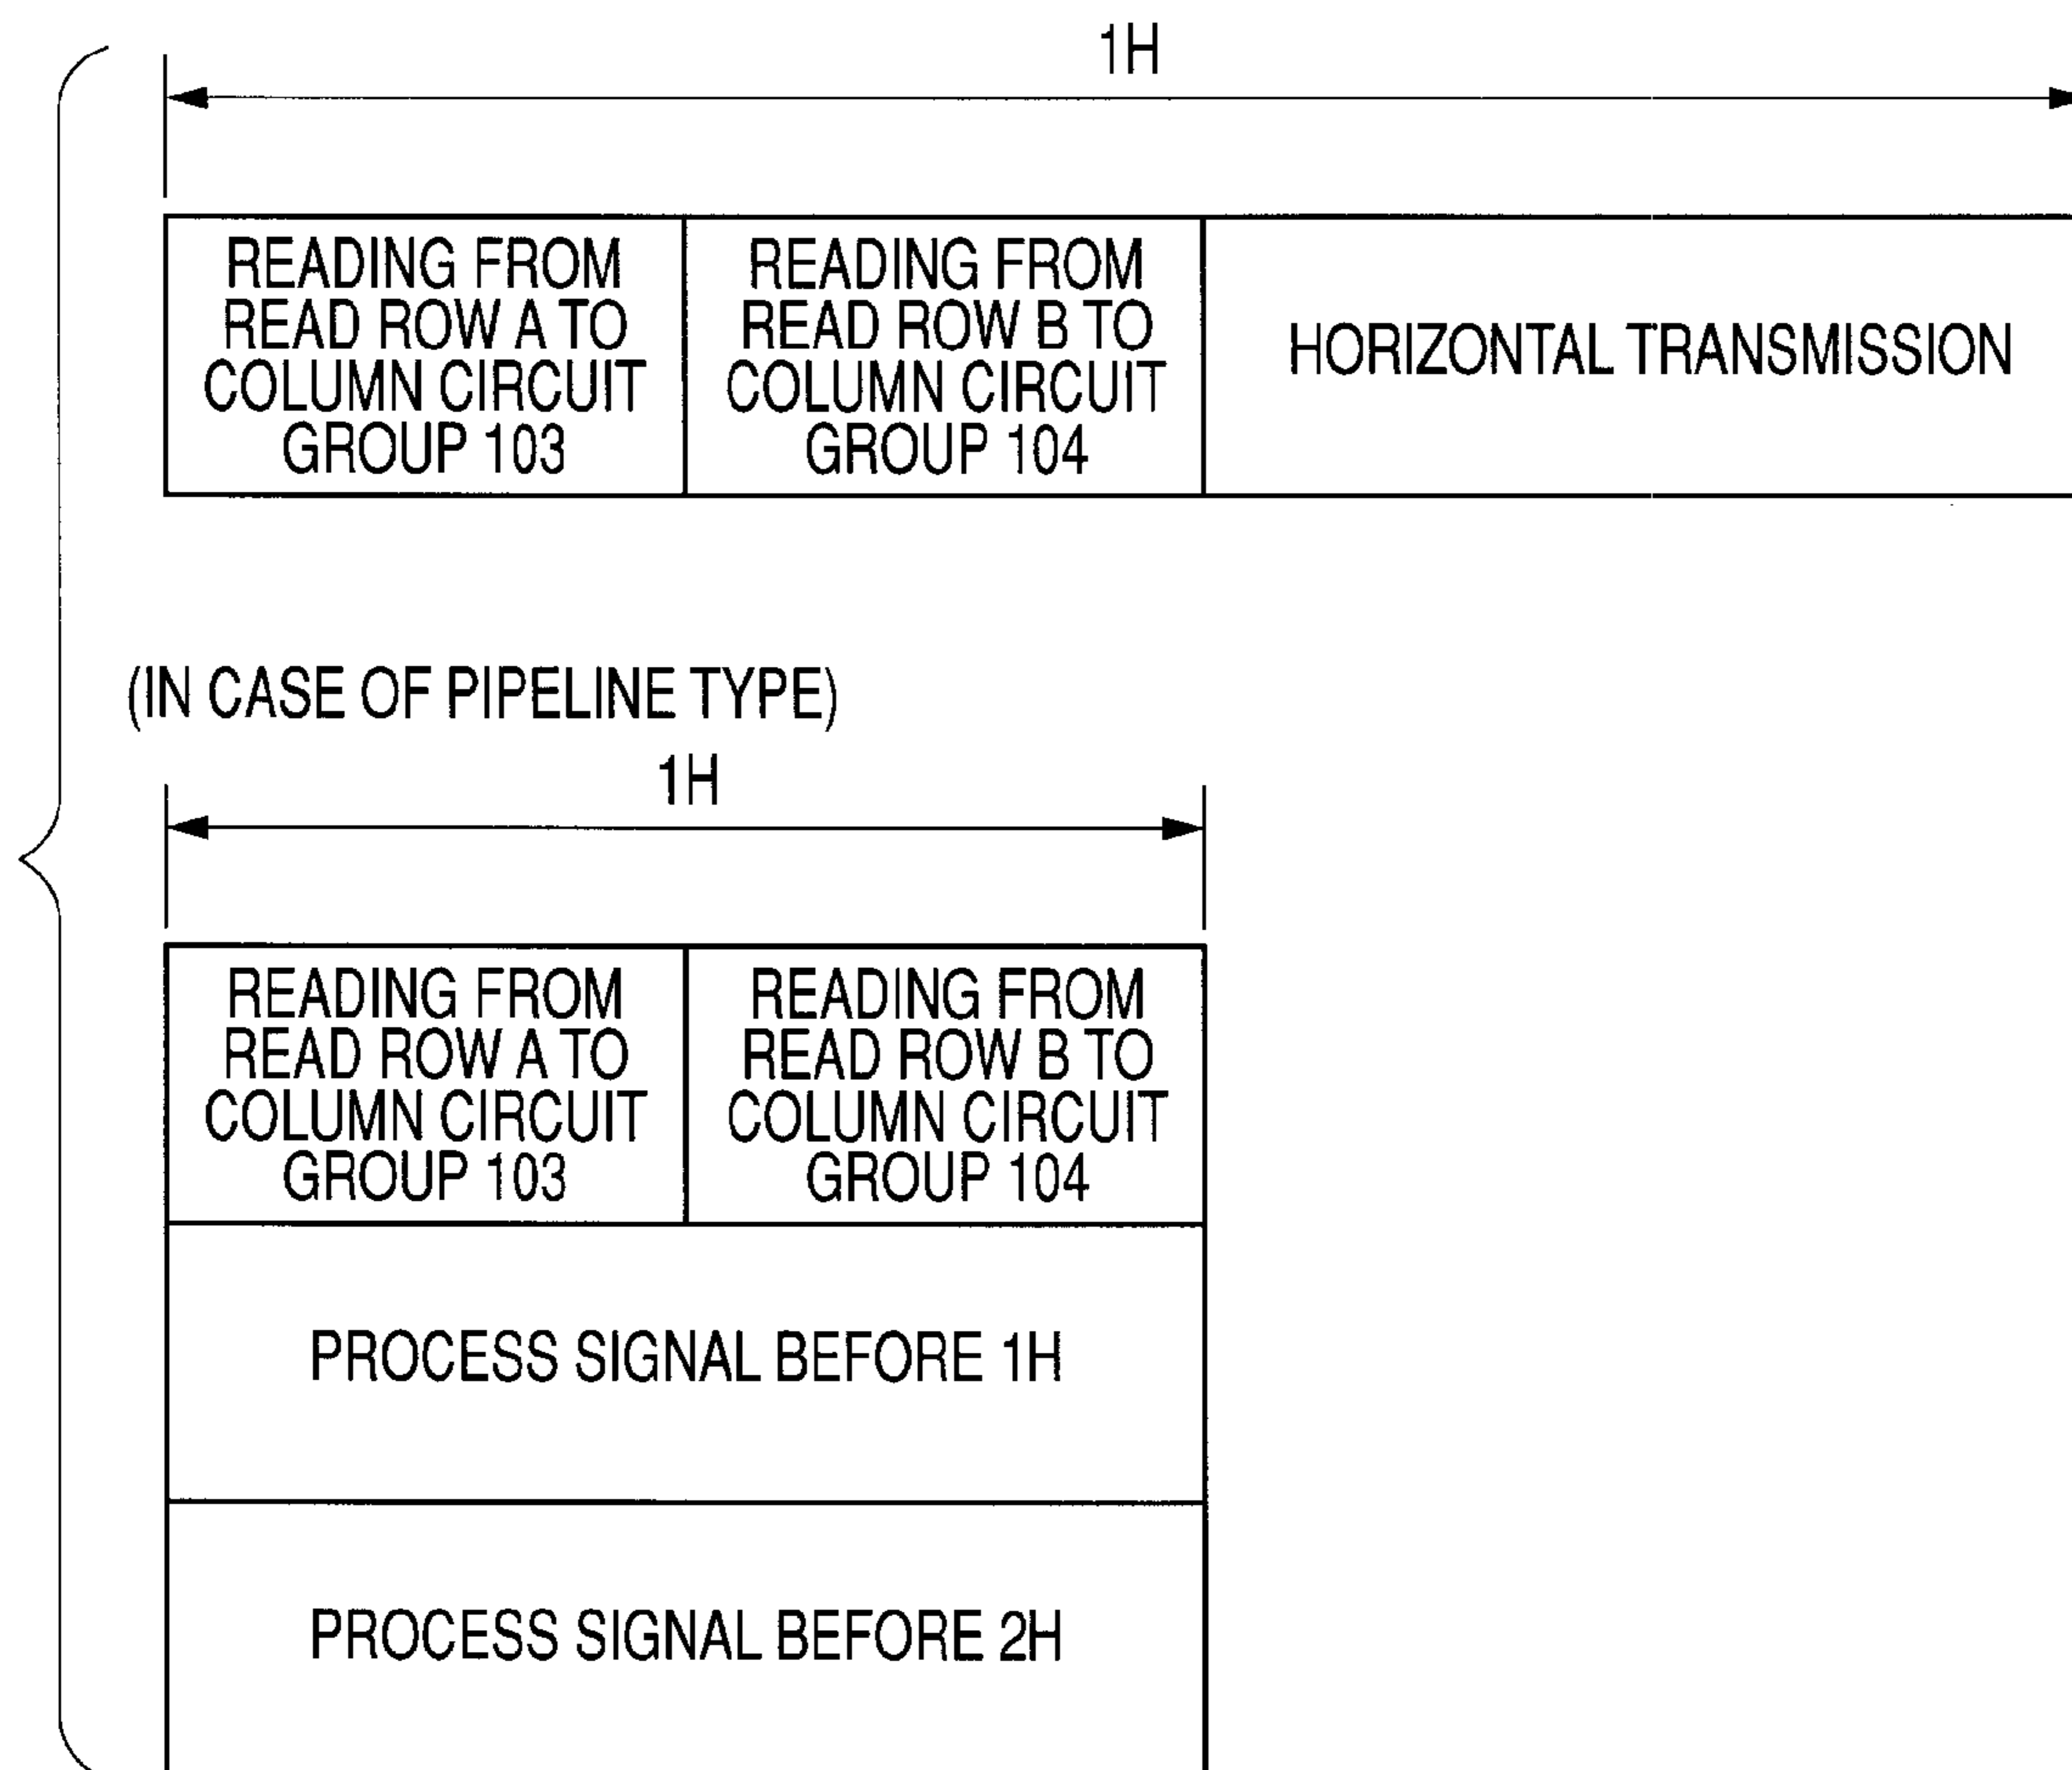 1H
READING FROM
READ ROW A TO
COLUMN CIRCUIT
GROUP 103
READING FROM
READ ROW B TO
COLUMN CIRCUIT
GROUP 104
HORIZONTAL TRANSMISSION
(IN CASE OF PIPELINE TYPE)
1H
READING FROM
READ ROW A TO
COLUMN CIRCUIT
GROUP 103
READING FROM
READ ROW B TO
COLUMN CIRCUIT
GROUP 104
PROCESS SIGNAL BEFORE 1H
PROCESS SIGNAL BEFORE 2H